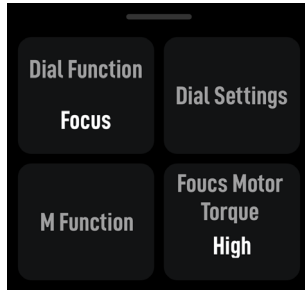 Dial Function
Focus
Dial Settings
M Function
Foucs Motor
Torque
High